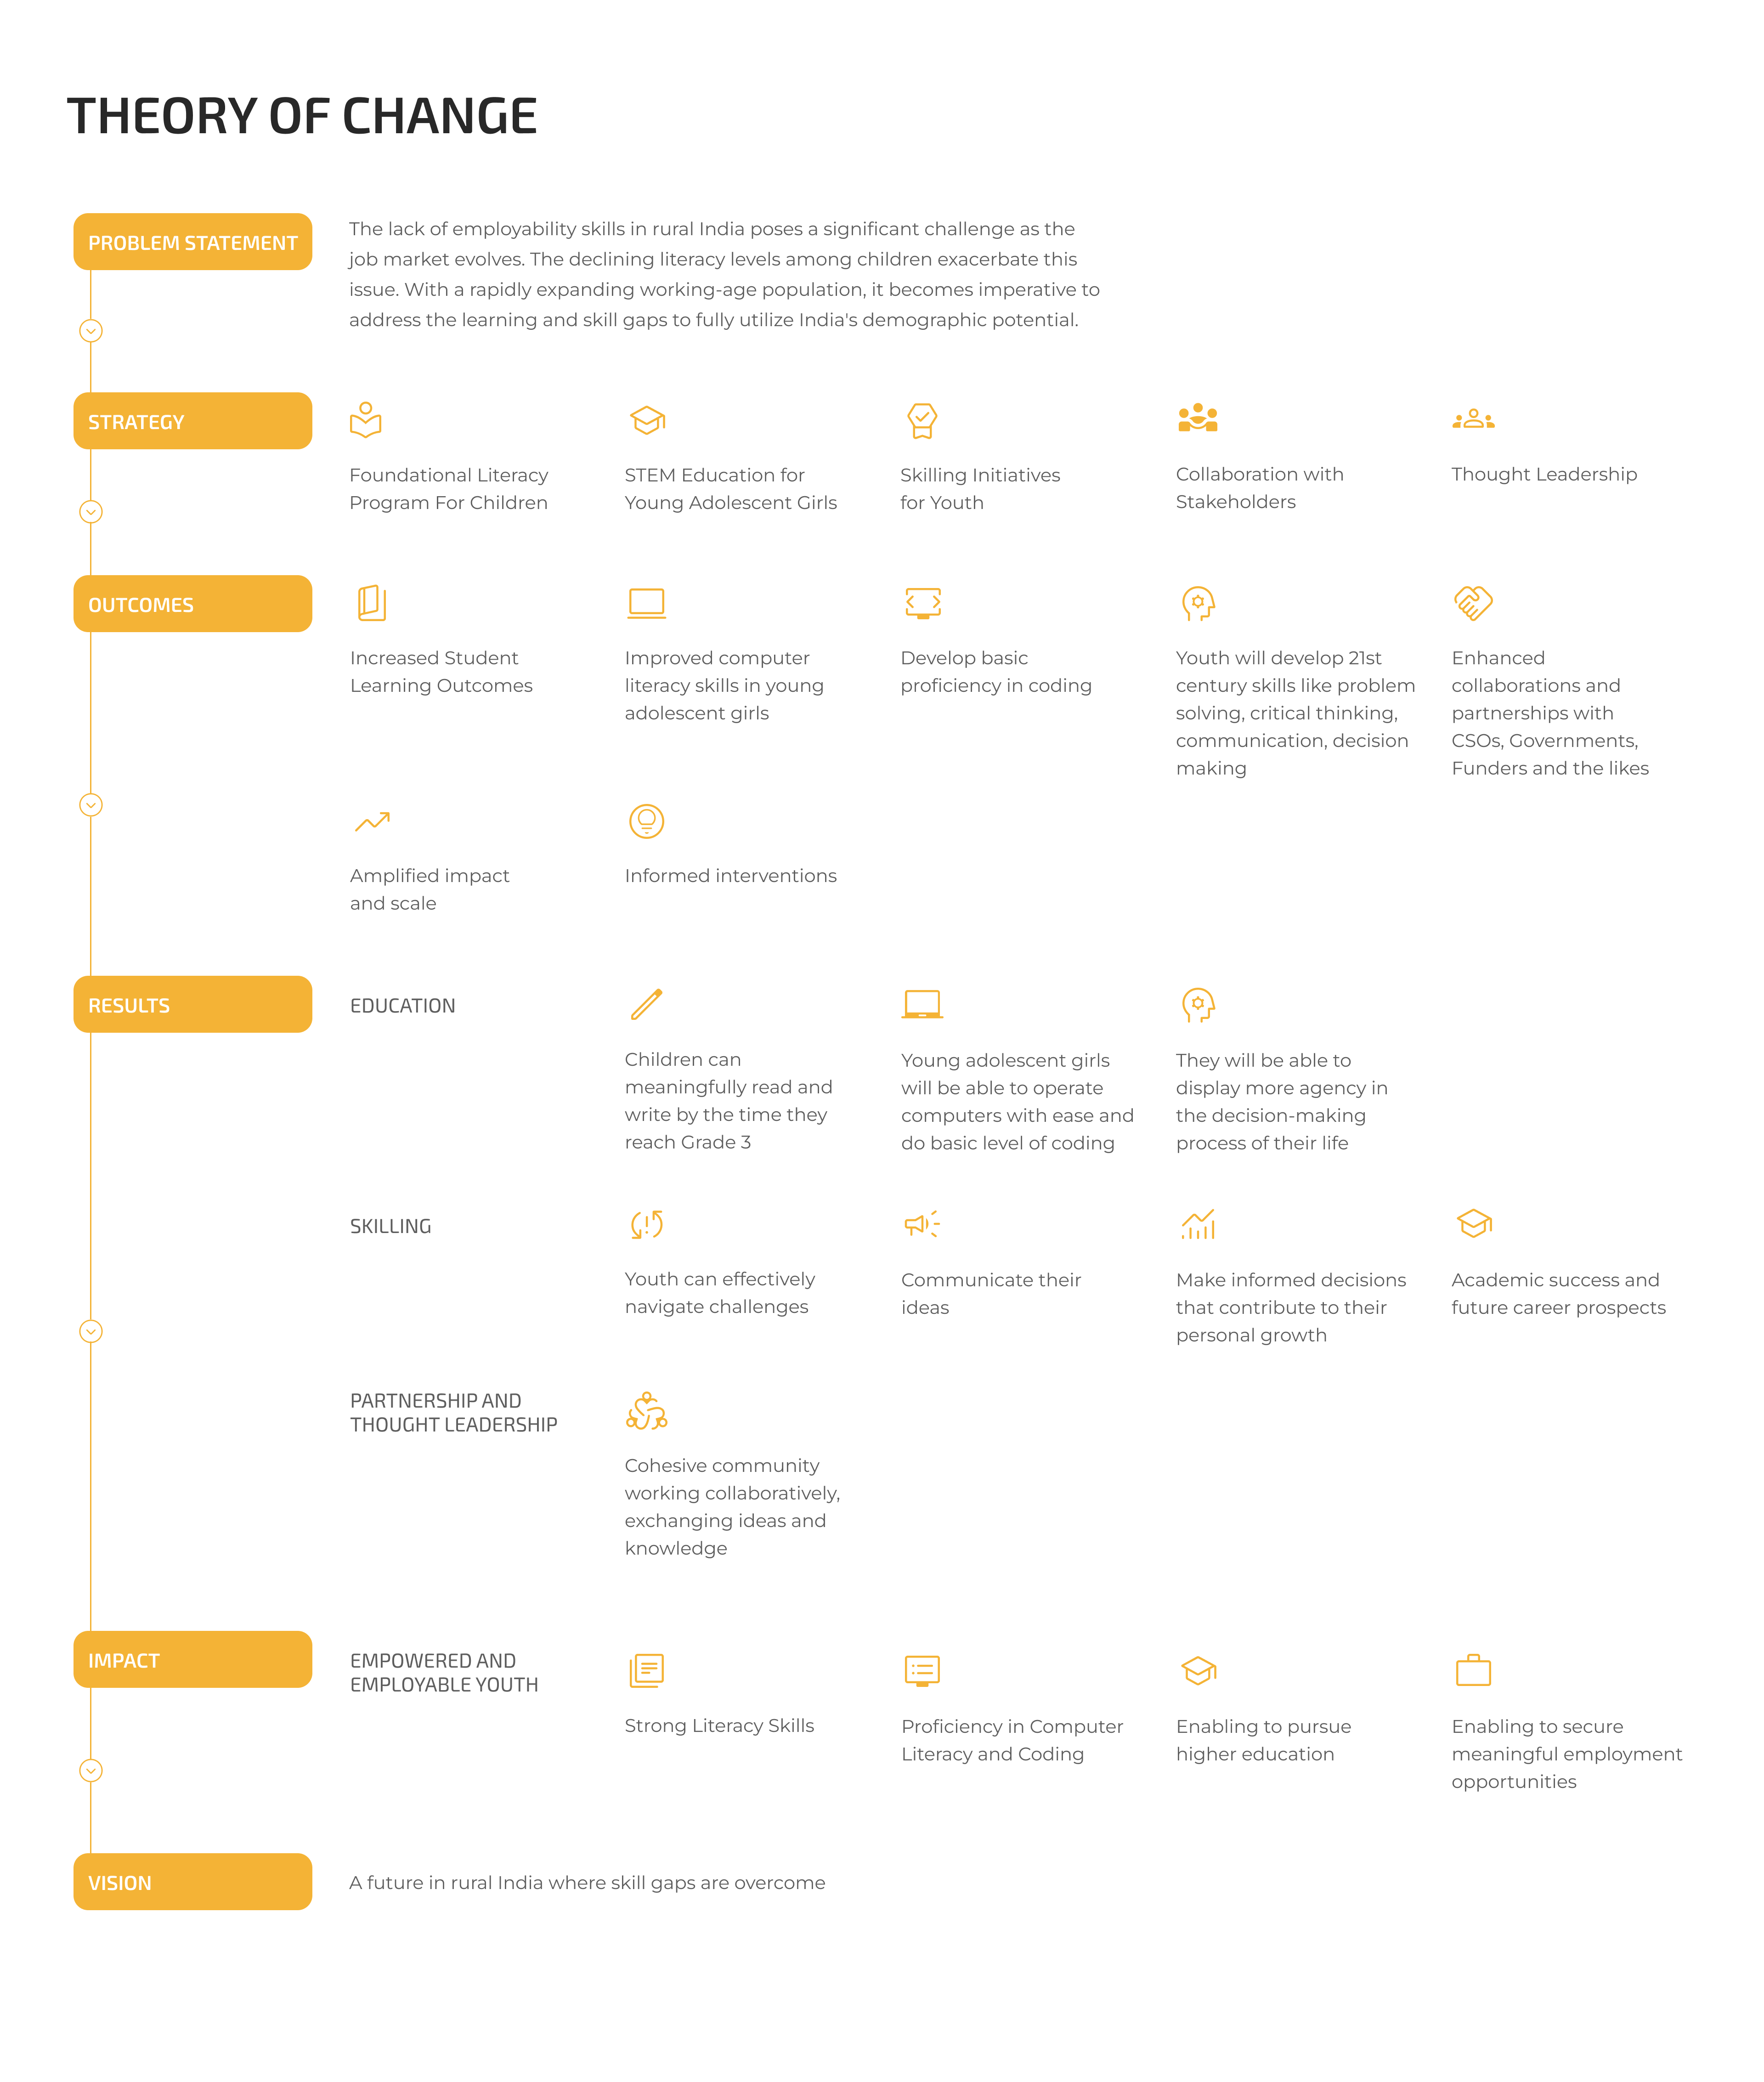 THEORY OF CHANGE
PROBLEM STATEMENT
The lack of employability skills in rural India poses a significant challenge as the
job market evolves. The declining literacy levels among children exacerbate this
issue. With a rapidly expanding working-age population, it becomes imperative to
address the learning and skill gaps to fully utilize India's demographic potential.
STRATEGY
Foundational Literacy
Program For Children
STEM Education for
Young Adolescent Girls
Skilling Initiatives
for Youth
Collaboration with
Stakeholders
Thought Leadership
OUTCOMES
Increased Student
Learning Outcomes
Improved computer
literacy skills in young
adolescent girls
Develop basic
proficiency in coding
Youth will develop 21st
century skills like problem
solving, critical thinking,
communication, decision
making
Enhanced
collaborations and
partnerships with
CSOs, Governments,
Funders and the likes
Amplified impact
and scale
Informed interventions
RESULTS
EDUCATION
Children can
meaningfully read and
write by the time they
reach Grade 3
Young adolescent girls
will be able to operate
computers with ease and
do basic level of coding
They will be able to
display more agency in
the decision-making
process of their life
SKILLING
Youth can effectively
navigate challenges
Communicate their
ideas
Make informed decisions
that contribute to their
personal growth
Academic success and
future career prospects
PARTNERSHIP AND
THOUGHT LEADERSHIP
Cohesive community
working collaboratively,
exchanging ideas and
knowledge
IMPACT
EMPOWERED AND
EMPLOYABLE YOUTH
Strong Literacy Skills
Proficiency in Computer
Literacy and Coding
Enabling to pursue
higher education
Enabling to secure
meaningful employment
opportunities
VISION
A future in rural India where skill gaps are overcome